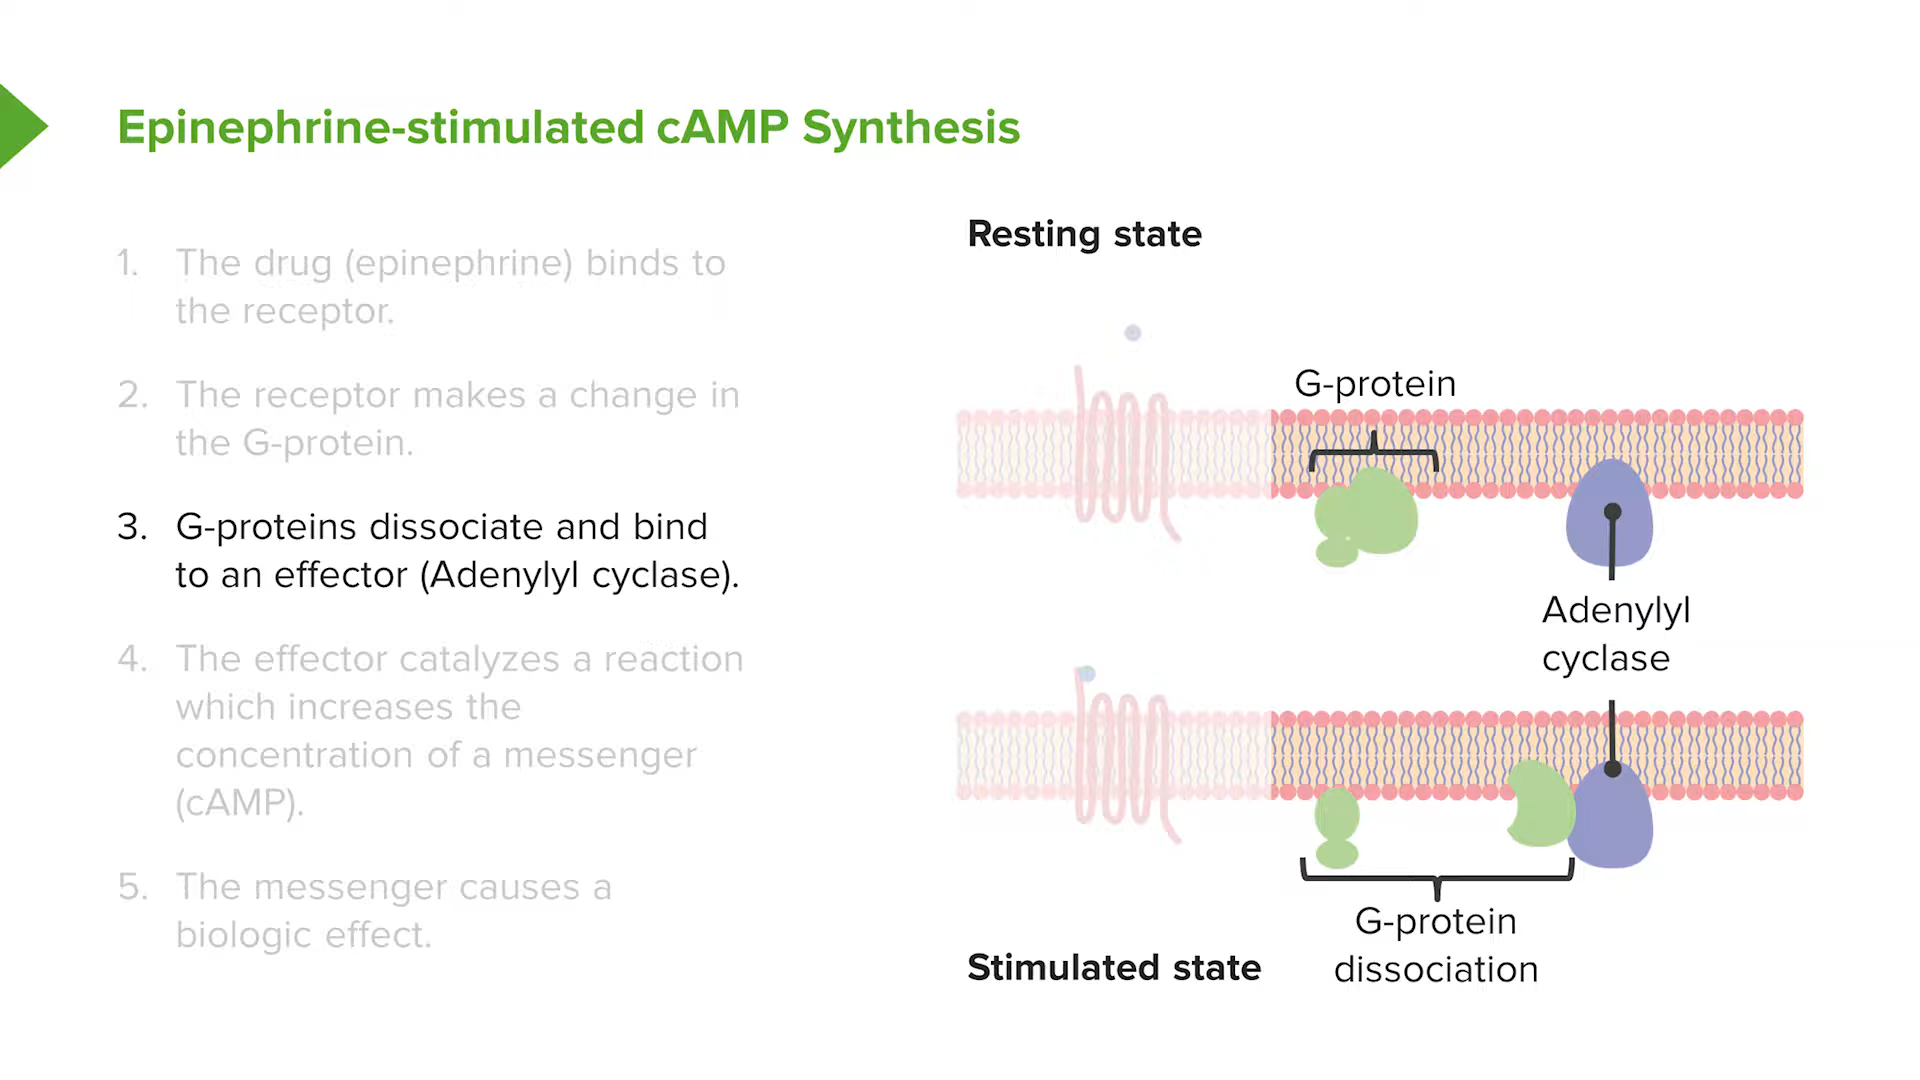 Epinephrine-stimulated cAMP Synthesis
1. The drug (epinephrine) binds to
the receptor.
2. The receptor makes a change in
the G-protein.
3. G-proteins dissociate and bind
to an effector (Adenylyl cyclase).
4. The effector catalyzes a reaction
which increases the
concentration of a messenger
(cAMP).
5. The messenger causes a
biologic effect.
Resting state
G-protein
Adenylyl
cyclase
G-protein
dissociation
Stimulated state